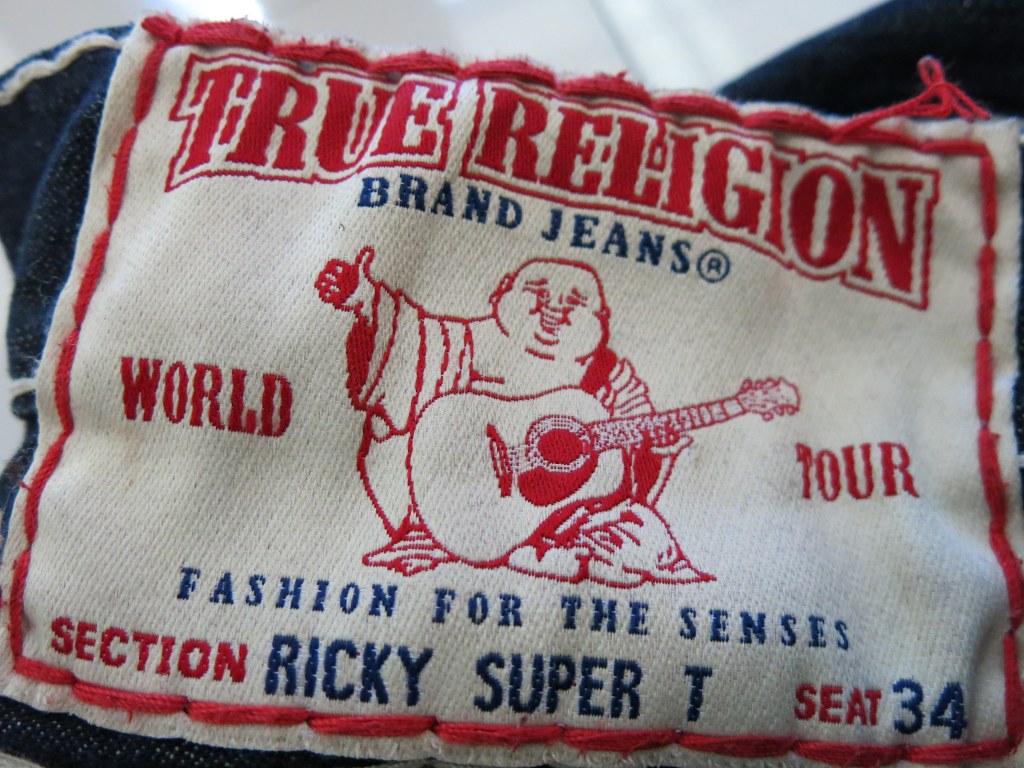 TRUE RELIGION
BRAND JEANS®
WORLD TOUR
FASHION FOR THE SENSES
SECTION RICKY SUPER T SEAT 34